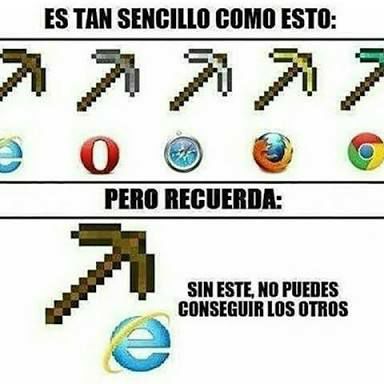 ES TAN SENCILLO COMO ESTO:
PERO RECUERDA:
SIN ESTE, NO PUEDES
CONSEGUIR LOS OTROS